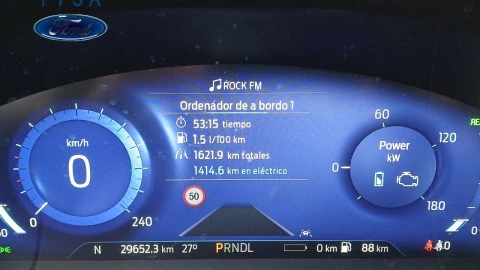 Ford
ROCK FM
Ordenador de a bordo 1
53:15 tiempo
1.5 l/100 km
1621.9 km totales
1414.6 km en eléctrico
50
km/h
0
240
60
120
Power
kW
0
180
N 29652.3 km 27° PRNDL 0 km 88 km